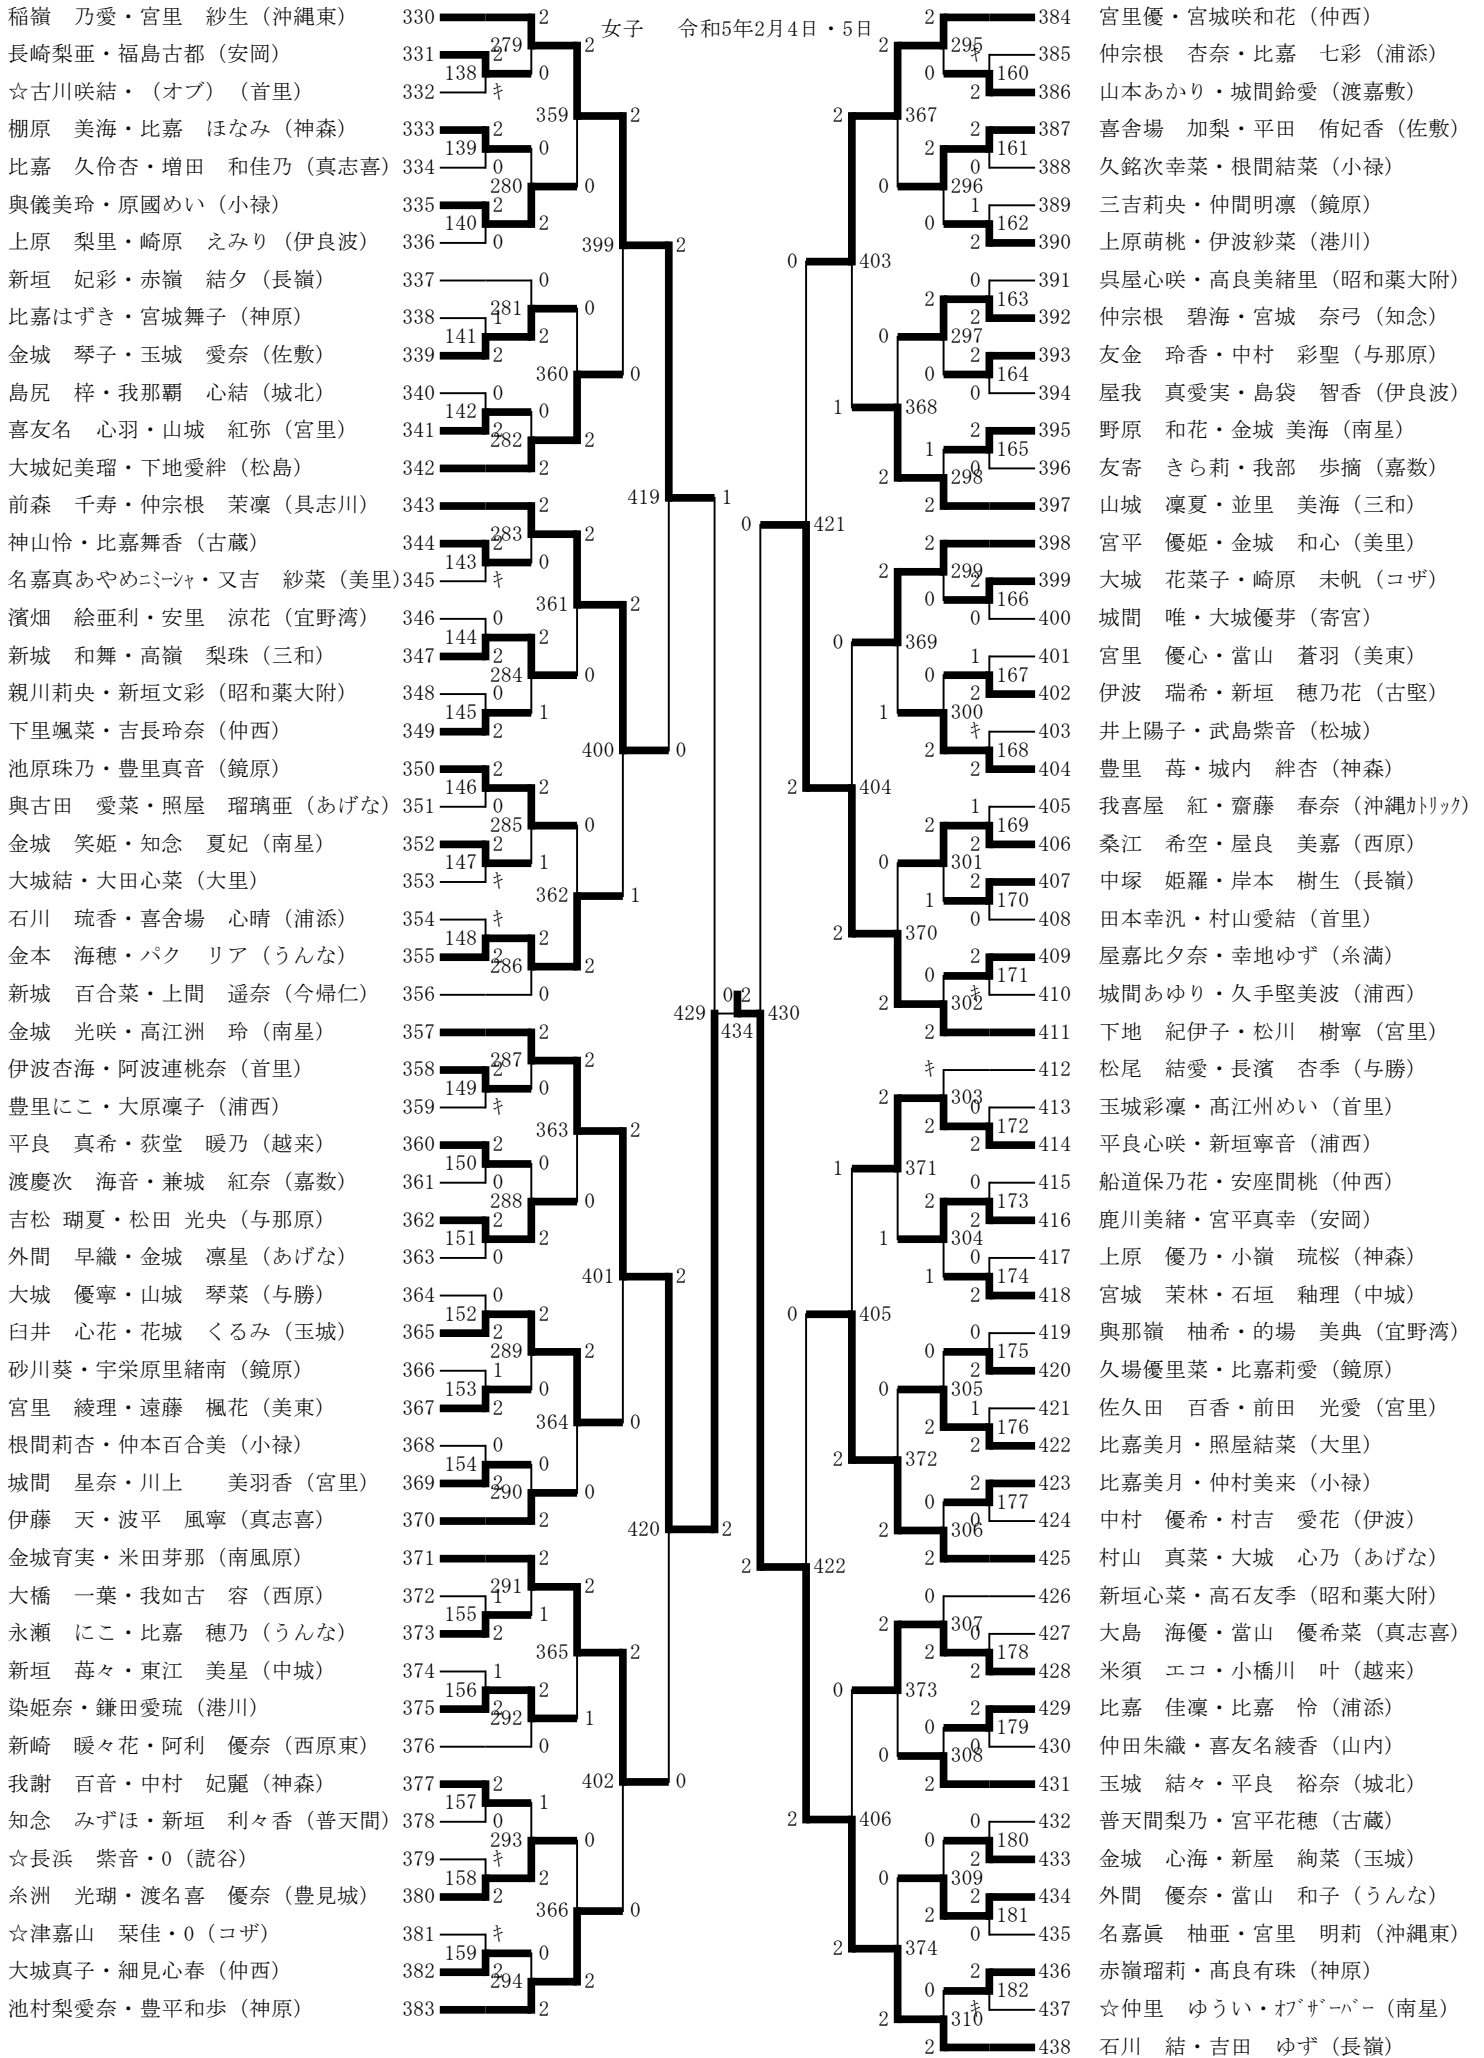 女子　令和5年2月4日・5日
稲嶺　乃愛・宮里　紗生（沖縄東） 330
長崎梨亜・福島古都（安岡） 331
☆古川咲結・（オブ）（首里） 332
棚原　美海・比嘉　ほなみ（神森） 333
比嘉　久伶杏・増田　和佳乃（真志喜） 334
與儀美玲・原國めい（小禄） 335
上原　梨里・崎原　えみり（伊良波） 336
新垣　妃彩・赤嶺　結夕（長嶺） 337
比嘉はずき・宮城舞子（神原） 338
金城　琴子・玉城　愛奈（佐敷） 339
島尻　梓・我那覇　心結（城北） 340
喜友名　心羽・山城　紅弥（宮里） 341
大城妃美瑠・下地愛絆（松島） 342
前森　千寿・仲宗根　茉凜（具志川） 343
神山怜・比嘉舞香（古蔵） 344
名嘉真あやめﾆﾐｰｼｬ・又吉　紗菜（美里） 345
濱畑　絵亜利・安里　涼花（宜野湾） 346
新城　和舞・高嶺　梨珠（三和） 347
親川莉央・新垣文彩（昭和薬大附） 348
下里颯菜・吉長玲奈（仲西） 349
池原珠乃・豊里真音（鏡原） 350
與古田　愛菜・照屋　瑠璃亜（あげな） 351
金城　笑姫・知念　夏妃（南星） 352
大城結・大田心菜（大里） 353
石川　琉香・喜舎場　心晴（浦添） 354
金本　海穂・パク　リア（うんな） 355
新城　百合菜・上間　遥奈（今帰仁） 356
金城　光咲・高江洲　玲（南星） 357
伊波杏海・阿波連桃奈（首里） 358
豊里にこ・大原凜子（浦西） 359
平良　真希・荻堂　暖乃（越来） 360
渡慶次　海音・兼城　紅奈（嘉数） 361
吉松 瑚夏・松田 光央（与那原） 362
外間　早織・金城　凛星（あげな） 363
大城　優寧・山城　琴菜（与勝） 364
臼井　心花・花城　くるみ（玉城） 365
砂川葵・宇栄原里緒南（鏡原） 366
宮里　綾理・遠藤　楓花（美東） 367
根間莉杏・仲本百合美（小禄） 368
城間　星奈・川上　　美羽香（宮里） 369
伊藤　天・波平　風寧（真志喜） 370
金城育実・米田芽那（南風原） 371
大橋　一葉・我如古　容（西原） 372
永瀬　にこ・比嘉　穂乃（うんな） 373
新垣　苺々・東江　美星（中城） 374
染姫奈・鎌田愛琉（港川） 375
新崎　暖々花・阿利　優奈（西原東） 376
我謝　百音・中村　妃麗（神森） 377
知念　みずほ・新垣　利々香（普天間） 378
☆長浜　紫音・0（読谷） 379
糸洲　光瑚・渡名喜　優奈（豊見城） 380
☆津嘉山　栞佳・0（コザ） 381
大城真子・細見心春（仲西） 382
池村梨愛奈・豊平和歩（神原） 383
384 宮里優・宮城咲和花（仲西）
385 仲宗根　杏奈・比嘉　七彩（浦添）
386 山本あかり・城間鈴愛（渡嘉敷）
387 喜舎場　加梨・平田　侑妃香（佐敷）
388 久銘次幸菜・根間結菜（小禄）
389 三吉莉央・仲間明凛（鏡原）
390 上原萌桃・伊波紗菜（港川）
391 呉屋心咲・高良美緒里（昭和薬大附）
392 仲宗根　碧海・宮城　奈弓（知念）
393 友金　玲香・中村　彩聖（与那原）
394 屋我　真愛実・島袋　智香（伊良波）
395 野原　和花・金城 美海（南星）
396 友寄　きら莉・我部　歩摘（嘉数）
397 山城　凜夏・並里　美海（三和）
398 宮平　優姫・金城　和心（美里）
399 大城　花菜子・崎原　未帆（コザ）
400 城間　唯・大城優芽（寄宮）
401 宮里　優心・當山　蒼羽（美東）
402 伊波　瑞希・新垣　穂乃花（古堅）
403 井上陽子・武島紫音（松城）
404 豊里　苺・城内　絆杏（神森）
405 我喜屋　紅・齋藤　春奈（沖縄ｶﾄﾘｯｸ）
406 桑江　希空・屋良　美嘉（西原）
407 中塚　姫羅・岸本　樹生（長嶺）
408 田本幸汎・村山愛結（首里）
409 屋嘉比夕奈・幸地ゆず（糸満）
410 城間あゆり・久手堅美波（浦西）
411 下地　紀伊子・松川　樹寧（宮里）
412 松尾　結愛・長濱　杏季（与勝）
413 玉城彩凜・髙江州めい（首里）
414 平良心咲・新垣寧音（浦西）
415 船道保乃花・安座間桃（仲西）
416 鹿川美緒・宮平真幸（安岡）
417 上原　優乃・小嶺　琉桜（神森）
418 宮城　茉林・石垣　釉理（中城）
419 與那嶺　柚希・的場　美典（宜野湾）
420 久場優里菜・比嘉莉愛（鏡原）
421 佐久田　百香・前田　光愛（宮里）
422 比嘉美月・照屋結菜（大里）
423 比嘉美月・仲村美来（小禄）
424 中村　優希・村吉　愛花（伊波）
425 村山　真菜・大城　心乃（あげな）
426 新垣心菜・高石友季（昭和薬大附）
427 大島　海優・當山　優希菜（真志喜）
428 米須　エコ・小橋川　叶（越来）
429 比嘉　佳凜・比嘉　怜（浦添）
430 仲田朱織・喜友名綾香（山内）
431 玉城　結々・平良　裕奈（城北）
432 普天間梨乃・宮平花穂（古蔵）
433 金城　心海・新屋　絢菜（玉城）
434 外間　優奈・當山　和子（うんな）
435 名嘉眞　柚亜・宮里　明莉（沖縄東）
436 赤嶺瑠莉・髙良有珠（神原）
437 ☆仲里　ゆうい・ｵﾌﾞｻﾞｰﾊﾞｰ（南星）
438 石川　結・吉田　ゆず（長嶺）